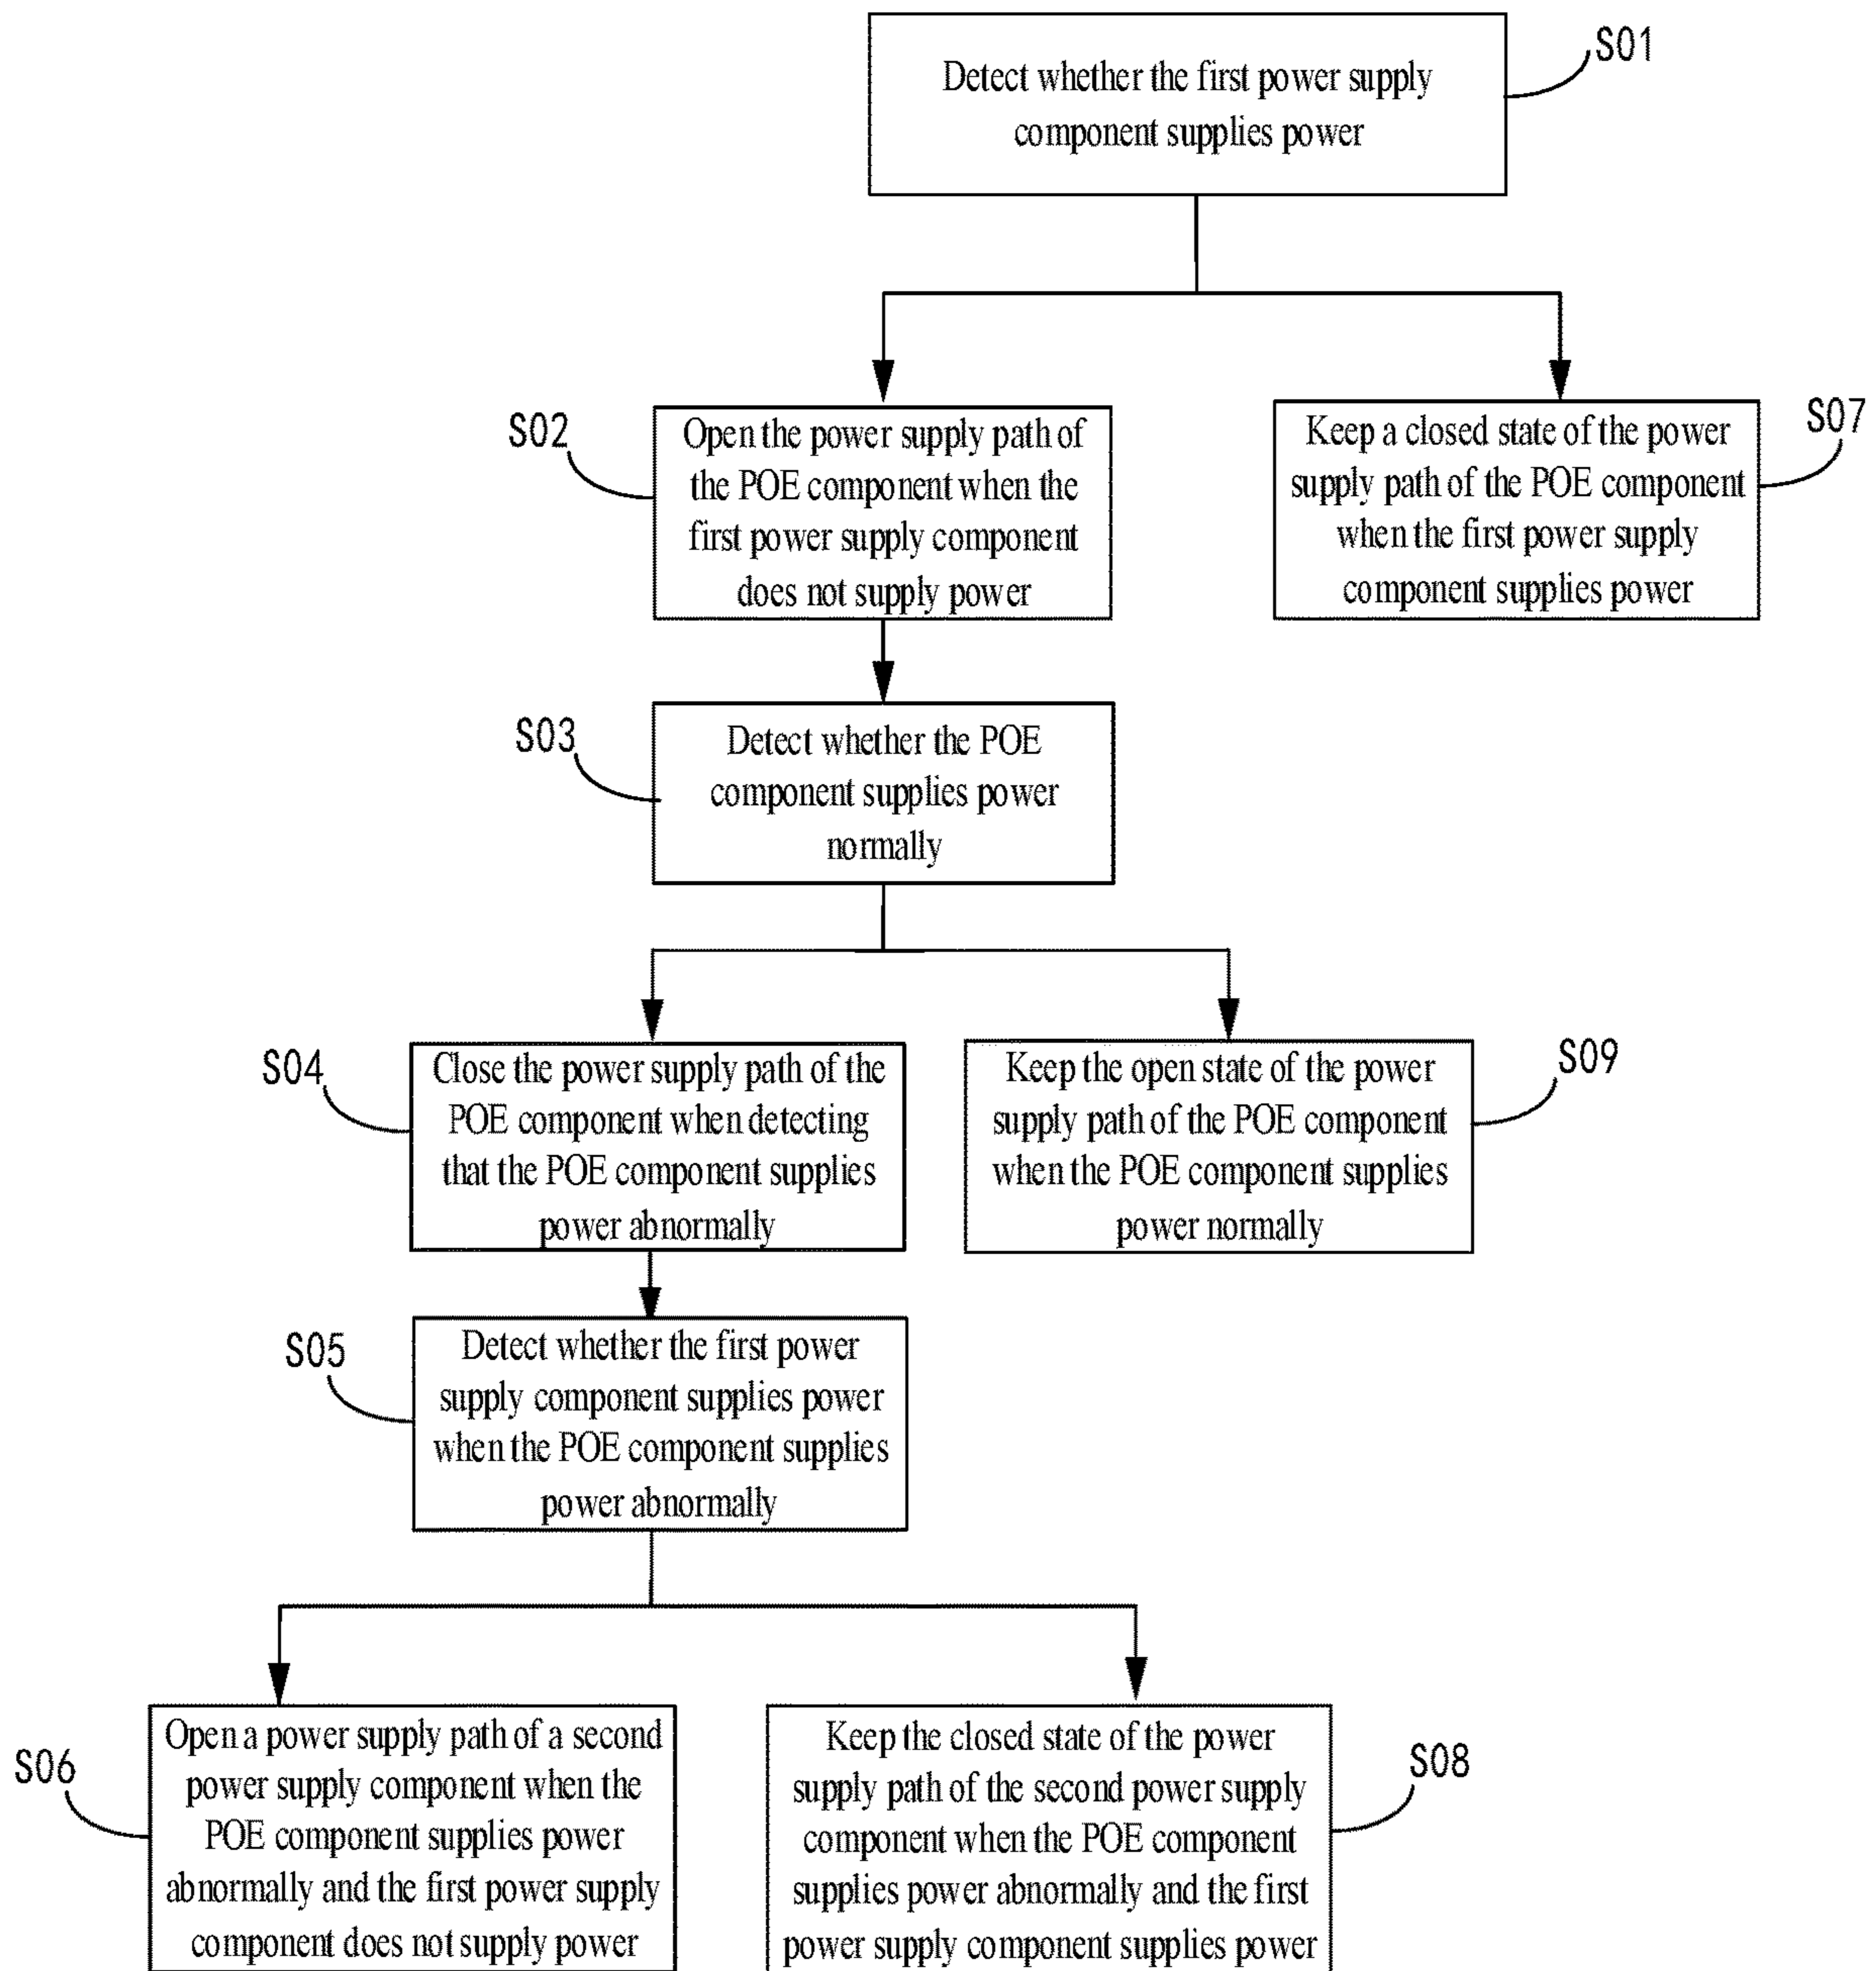 Detect whether the first power supply
component supplies power
S01
S02
Open the power supply path of
the POE component when the
first power supply component
does not supply power
Keep a closed state of the power
supply path of the POE component
when the first power supply
component supplies power
S07
S03
Detect whether the POE
component supplies power
normally
S04
Close the power supply path of the
POE component when detecting
that the POE component supplies
power abnormally
Keep the open state of the power
supply path of the POE component
when the POE component supplies
power normally
S09
S05
Detect whether the first power
supply component supplies power
when the POE component supplies
power abnormally
S06
Open a power supply path of a second
power supply component when the
POE component supplies power
abnormally and the first power supply
component does not supply power
Keep the closed state of the power
supply path of the second power supply
component when the POE component
supplies power abnormally and the first
power supply component supplies power
S08